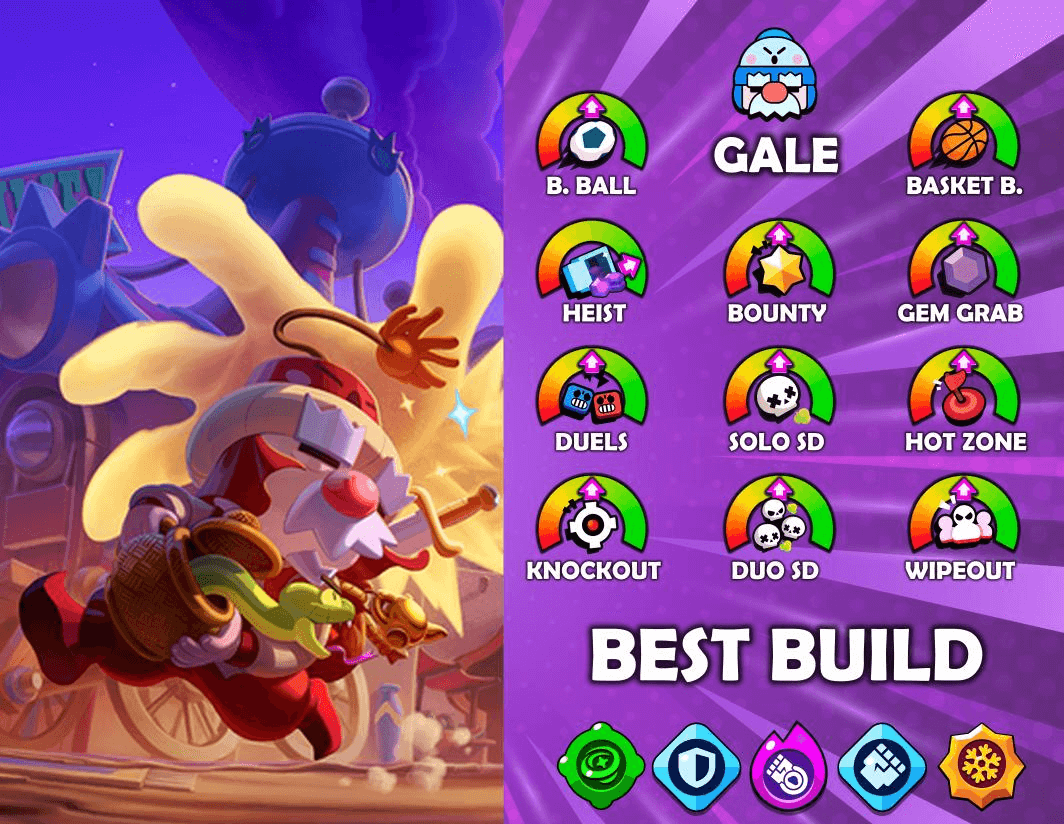 GALE
B. BALL
BASKET B.
HEIST
BOUNTY
GEM GRAB
DUELS
SOLO SD
HOT ZONE
KNOCKOUT
DUO SD
WIPEOUT
BEST BUILD